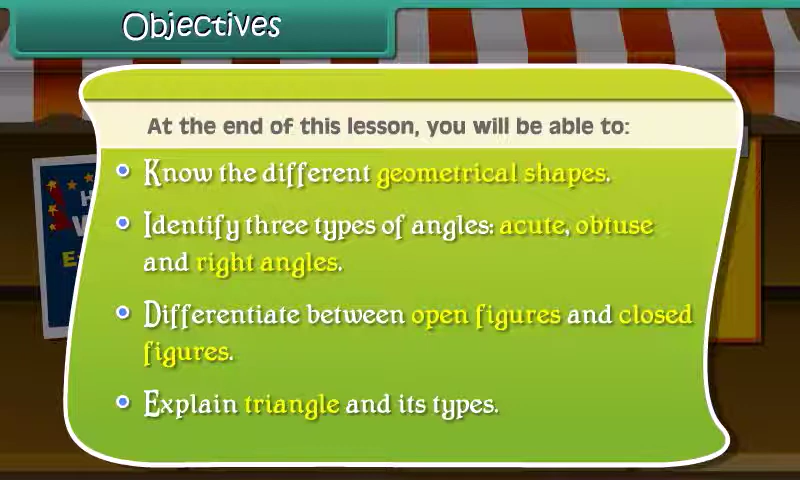 Objectives
At the end of this lesson, you will be able to:
Know the different geometrical shapes.
Identify three types of angles: acute, obtuse
and right angles.
Differentiate between open figures and closed
figures.
Explain triangle and its types.